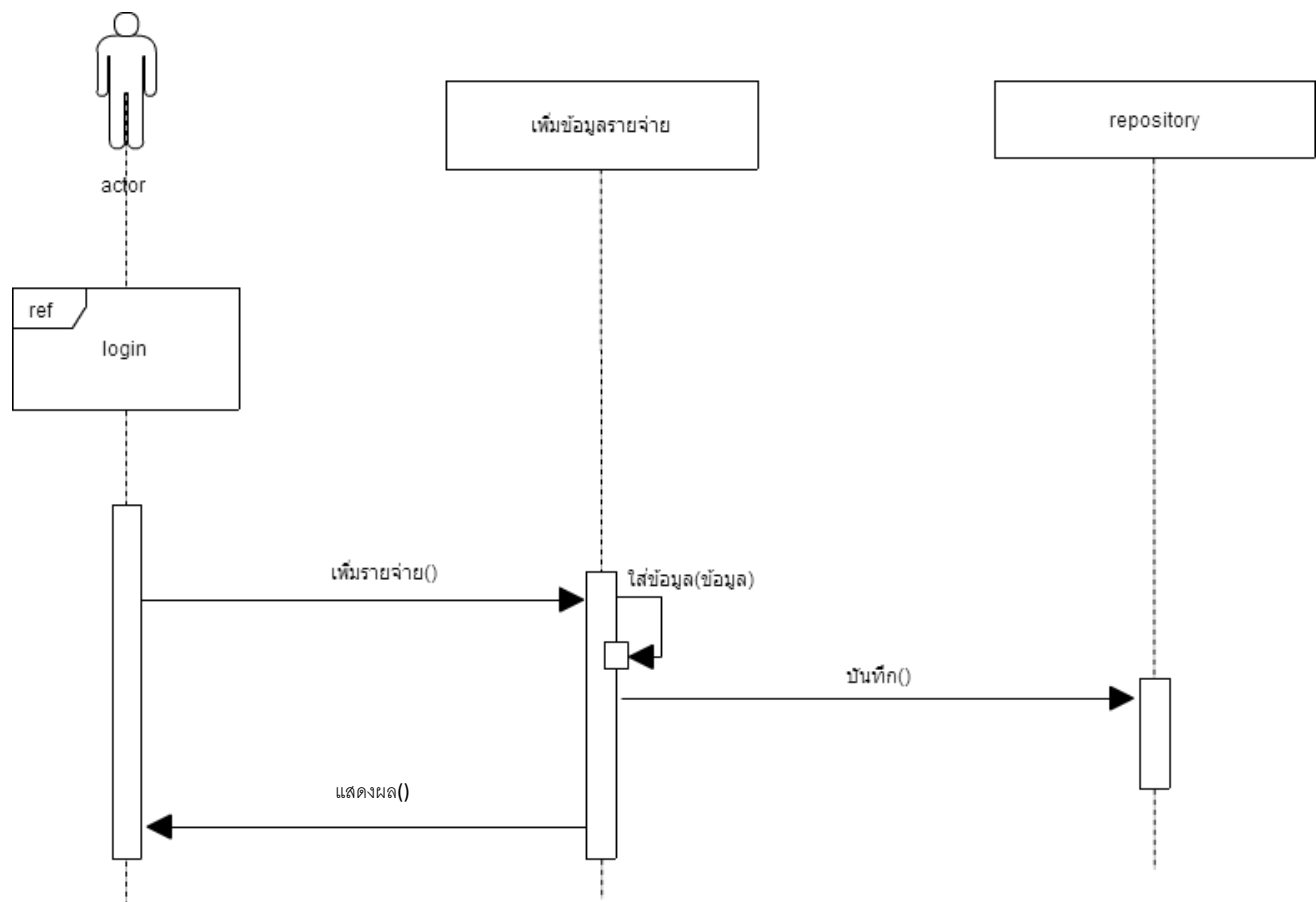 actor
เพิ่มข้อมูลรายจ่าย
repository
ref
login
เพิ่มรายจ่าย()
ใส่ข้อมูล(ข้อมูล)
บันทึก()
แสดงผล()